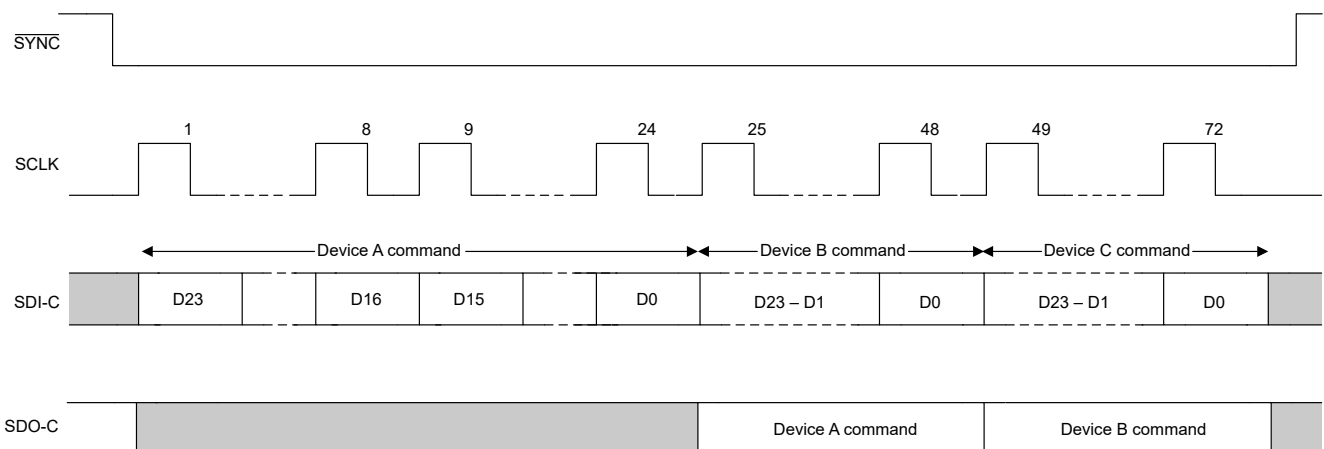 SYNC
1 8 9 24 25 48 49 72
SCLK
Device A command Device B command Device C command
SDI-C D23 D16 D15 D0 D23 – D1 D0 D23 – D1 D0
SDO-C Device A command Device B command